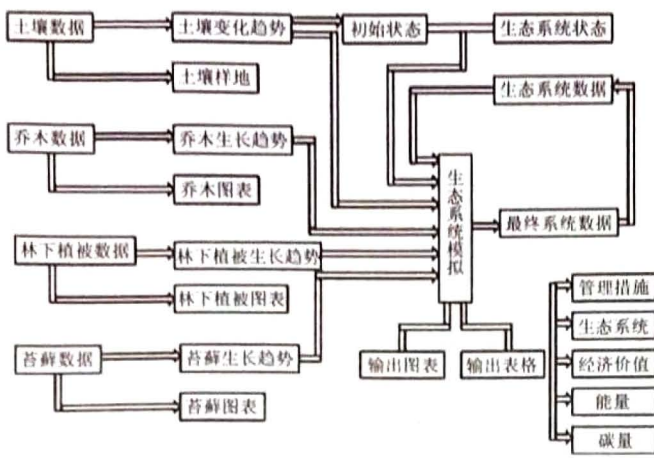 土壤数据
土壤变化趋势
初始状态
生态系统状态
土壤样地
生态系统数据
乔木数据
乔木生长趋势
乔木图表
生态系统模拟
最终系统数据
林下植被数据
林下植被生长趋势
林下植被图表
管理措施
生态系统
苔藓数据
苔藓生长趋势
输出图表
输出表格
经济价值
苔藓图表
能量
碳量